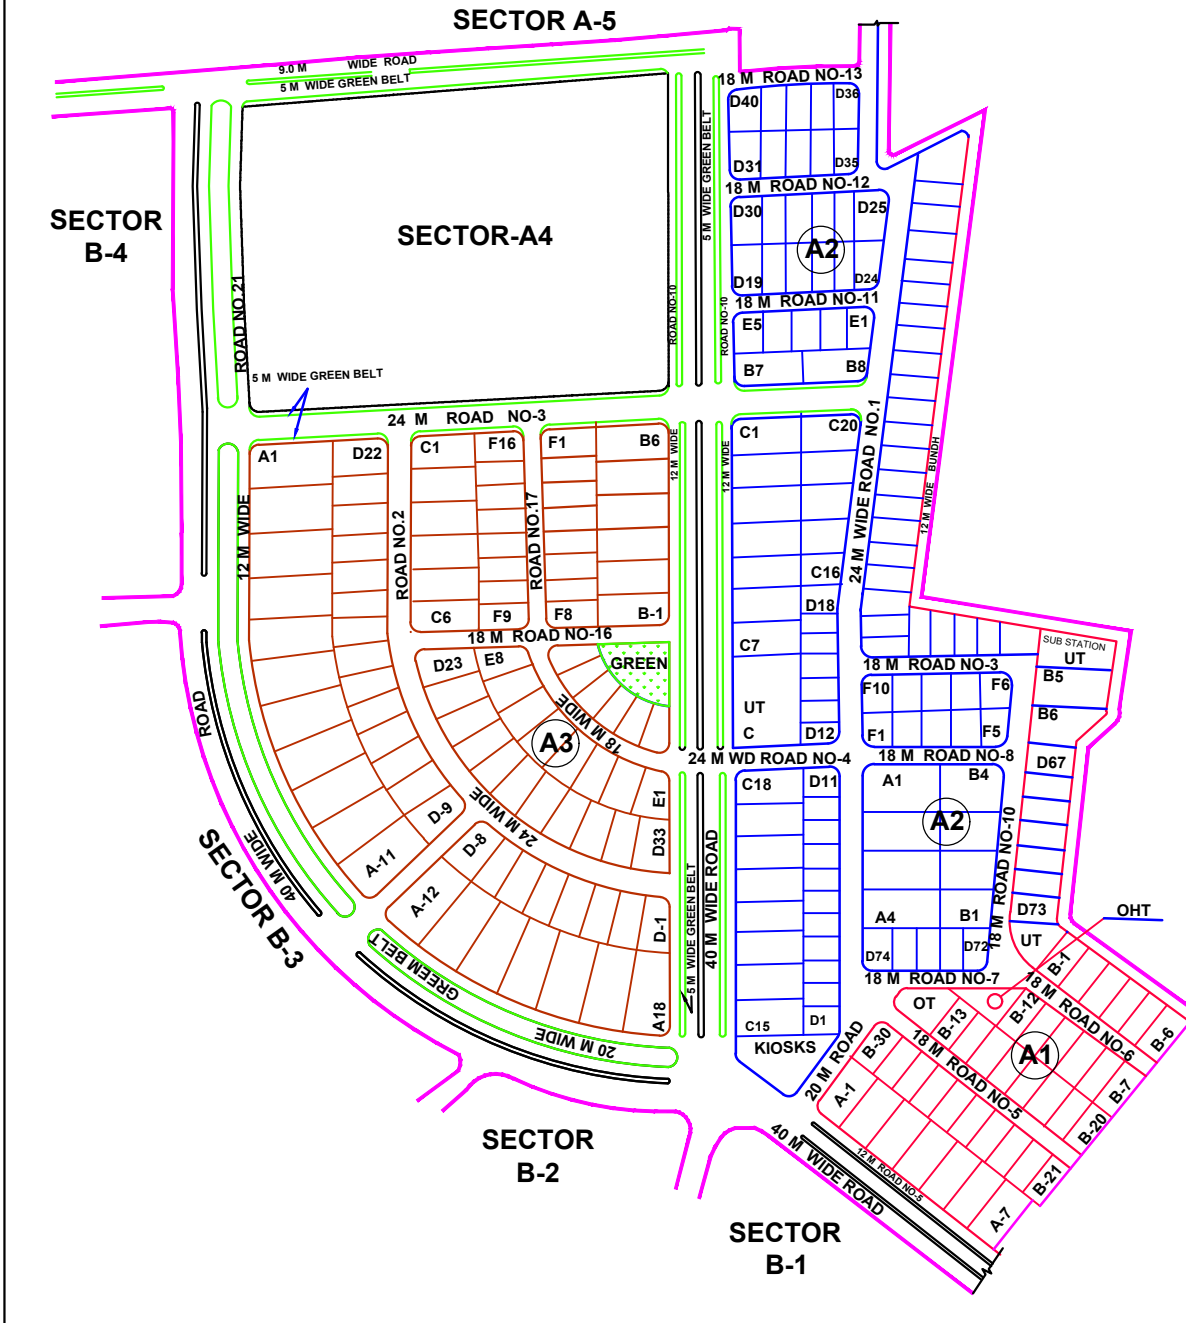 SECTOR A-5
9.0 M WIDE ROAD
5 M WIDE GREEN BELT
18 M ROAD NO-13
D40
D36
D31
D35
18 M ROAD NO-12
5 M WIDE GREEN BELT
SECTOR
B-4
SECTOR-A4
D30
D25
A2
D19
D24
18 M ROAD NO-11
ROAD NO.21
ROAD NO-10
ROAD NO-10
E5
E1
B7
B8
5 M WIDE GREEN BELT
24 M ROAD NO-3
A1
D22
C1
F16
F1
B6
12 M WIDE
12 M WIDE
C1
C20
24 M WIDE ROAD NO.1
12 M WIDE BUNDH
12 M WIDE
ROAD NO.2
ROAD NO.17
C16
D18
C6
F9
F8
B-1
18 M ROAD NO-16
C7
D23
E8
GREEN
18 M ROAD NO-3
SUB STATION
UT
B5
F10
F6
B6
ROAD
18 M WIDE
A3
UT
C
D12
F1
F5
24 M WD ROAD NO-4
18 M ROAD NO-8
D67
C18
D11
A1
B4
A2
18 M ROAD NO-10
E1
D33
24 M WIDE
D-9
D-8
A-11
A-12
40 M WIDE
SECTOR B-3
5 M WIDE GREEN BELT
40 M WIDE ROAD
A4
B1
D73
OHT
D-1
D74
D72
UT
18 M ROAD NO-7
GREEM BELT
20 M WIDE
A18
C15
D1
KIOSKS
OT
B-1
18 M ROAD NO-6
B-12
B-13
A1
B-6
20 M ROAD
B-30
18 M ROAD NO-5
B-7
A-1
B-20
B-21
A-7
12 M ROAD NO-5
40 M WIDE ROAD
SECTOR
B-2
SECTOR
B-1